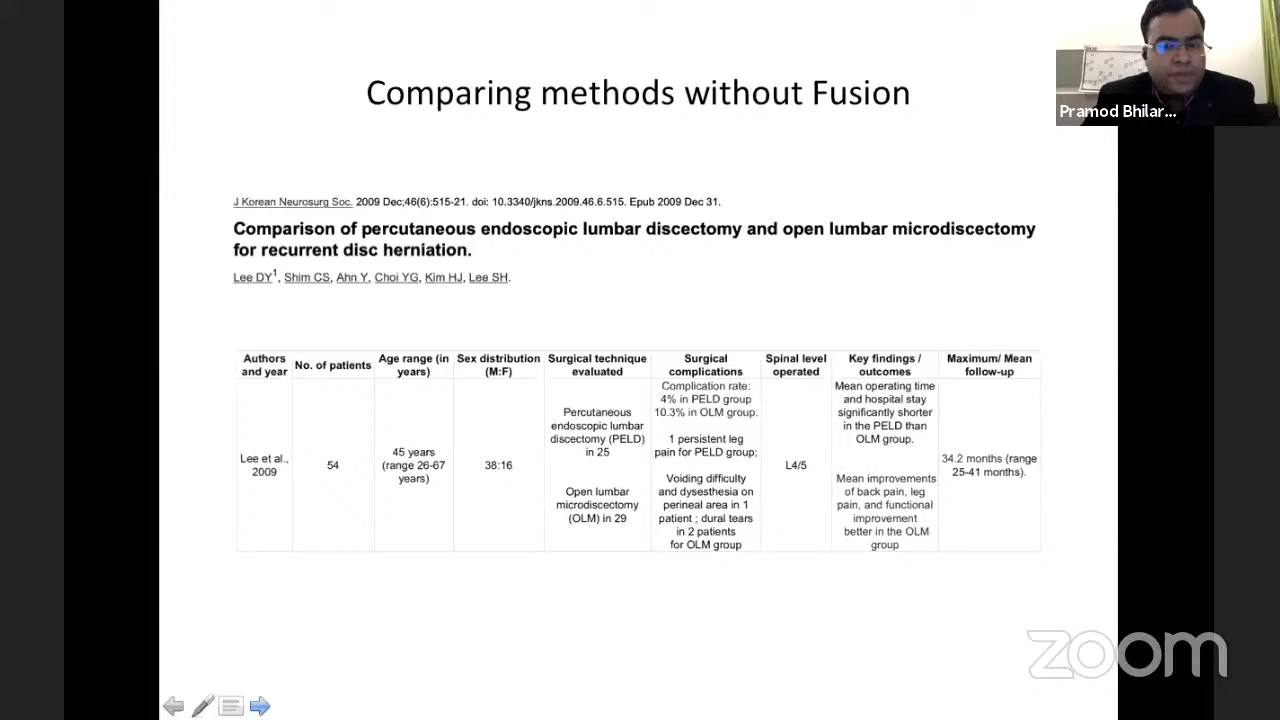 Comparing methods without Fusion
Pramod Bhilar...
J Korean Neurosurg Soc. 2009 Dec;46(6):515-21. doi: 10.3340/jkns.2009.46.6.515. Epub 2009 Dec 31.
Comparison of percutaneous endoscopic lumbar discectomy and open lumbar microdiscectomy
for recurrent disc herniation.
Lee DY1, Shim CS, Ahn Y, Choi YG, Kim HJ, Lee SH.
Authors
and year
No. of patients
Age range (in
years)
Sex distribution
(M:F)
Surgical technique
evaluated
Surgical
complications
Spinal level
operated
Key findings /
outcomes
Maximum/ Mean
follow-up
Lee et al.,
2009
54
45 years
(range 26-67
years)
38:16
Percutaneous
endoscopic lumbar
discectomy (PELD)
in 25
Open lumbar
microdiscectomy
(OLM) in 29
Complication rate:
4% in PELD group
10.3% in OLM group.
1 persistent leg
pain for PELD group;
Voiding difficulty
and dysesthesia on
perineal area in 1
patient ; dural tears
in 2 patients
for OLM group
L4/5
Mean operating time
and hospital stay
significantly shorter
in the PELD than
OLM group.
Mean improvements
of back pain, leg
pain, and functional
improvement
better in the OLM
group
34.2 months (range
25-41 months).
zoom